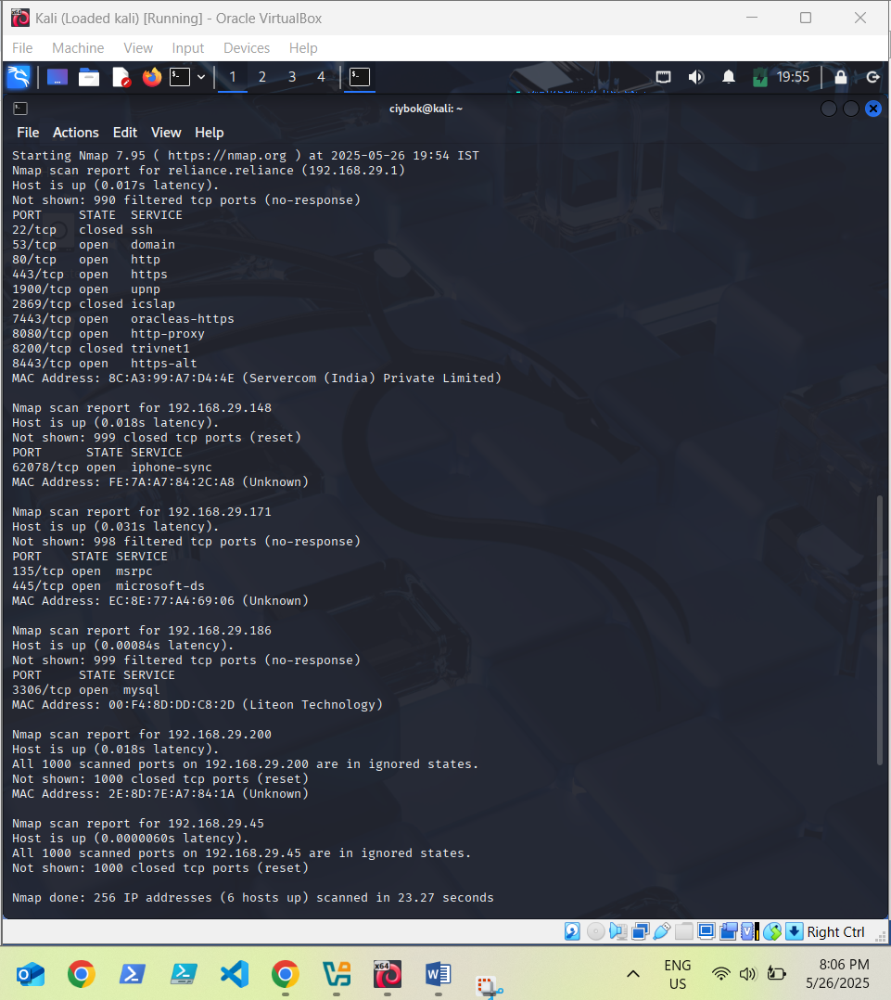 Kali (Loaded kali) [Running] - Oracle VirtualBox
File Machine View Input Devices Help
1 2 3 4 19:55
ciybok@kali: ~
File Actions Edit View Help
Starting Nmap 7.95 ( https://nmap.org ) at 2025-05-26 19:54 IST
Nmap scan report for reliance.reliance (192.168.29.1)
Host is up (0.017s latency).
Not shown: 990 filtered tcp ports (no-response)
PORT STATE SERVICE
22/tcp closed ssh
53/tcp open domain
80/tcp open http
443/tcp open https
1900/tcp open upnp
2869/tcp closed icslap
7443/tcp open oracleas-https
8080/tcp open http-proxy
8200/tcp closed trivnet1
8443/tcp open https-alt
MAC Address: 8C:A3:99:A7:D4:4E (Servercom (India) Private Limited)
Nmap scan report for 192.168.29.148
Host is up (0.018s latency).
Not shown: 999 closed tcp ports (reset)
PORT STATE SERVICE
62078/tcp open iphone-sync
MAC Address: FE:7A:A7:84:2C:A8 (Unknown)
Nmap scan report for 192.168.29.171
Host is up (0.031s latency).
Not shown: 998 filtered tcp ports (no-response)
PORT STATE SERVICE
135/tcp open msrpc
445/tcp open microsoft-ds
MAC Address: EC:8E:77:A4:69:06 (Unknown)
Nmap scan report for 192.168.29.186
Host is up (0.00084s latency).
Not shown: 999 filtered tcp ports (no-response)
PORT STATE SERVICE
3306/tcp open mysql
MAC Address: 00:F4:8D:DD:C8:2D (Liteon Technology)
Nmap scan report for 192.168.29.200
Host is up (0.018s latency).
All 1000 scanned ports on 192.168.29.200 are in ignored states.
Not shown: 1000 closed tcp ports (reset)
MAC Address: 2E:8D:7E:A7:84:1A (Unknown)
Nmap scan report for 192.168.29.45
Host is up (0.0000060s latency).
All 1000 scanned ports on 192.168.29.45 are in ignored states.
Not shown: 1000 closed tcp ports (reset)
Nmap done: 256 IP addresses (6 hosts up) scanned in 23.27 seconds
Right Ctrl
x64
ENG
US
8:06 PM
5/26/2025